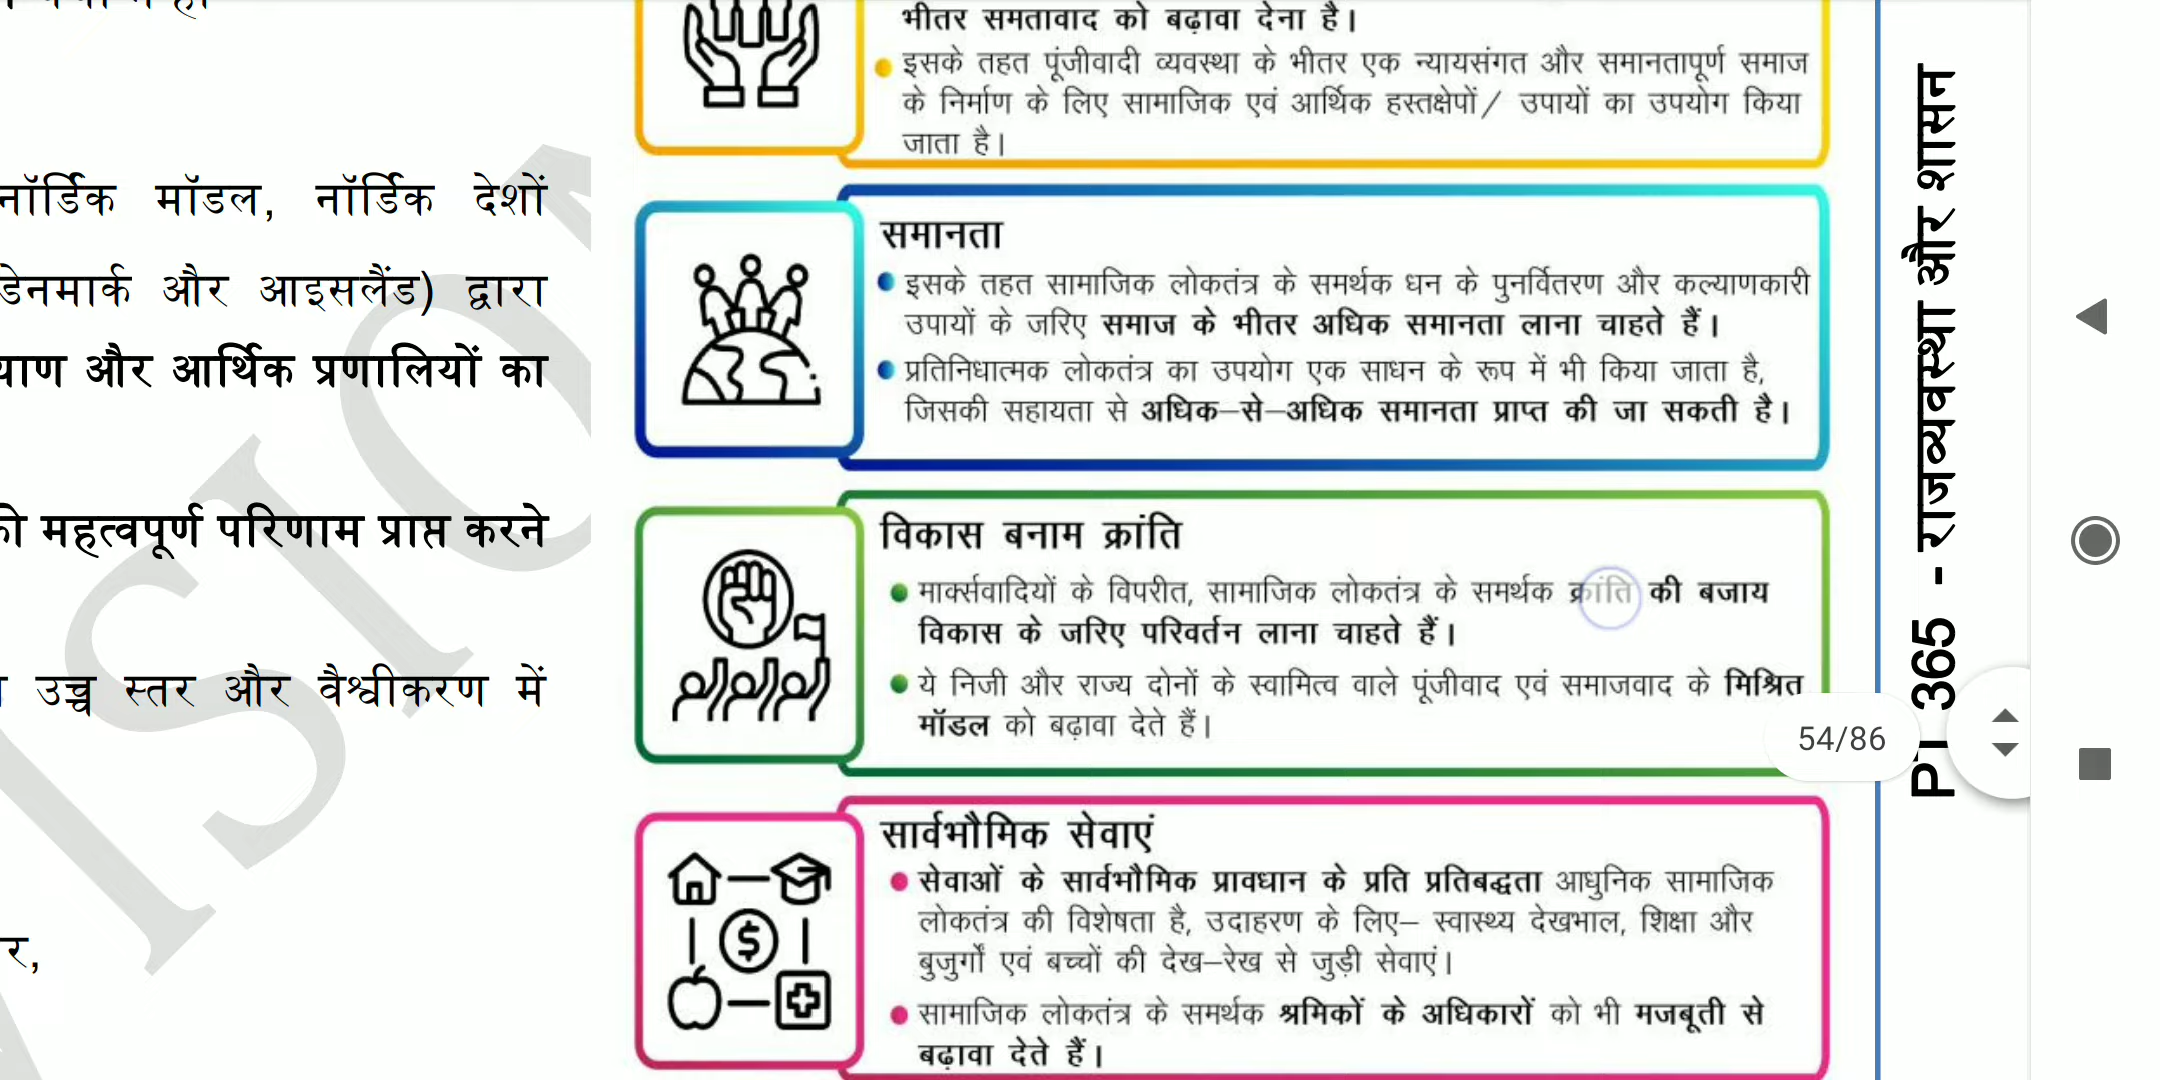 नॉर्डिक मॉडल, नॉर्डिक देशों
डेनमार्क और आइसलैंड) द्वारा
और आर्थिक प्रणालियों का
महत्वपूर्ण परिणाम प्राप्त करने
उच्च स्तर और वैश्वीकरण में
भीतर समतावाद को बढ़ावा देना है।
इसके तहत पूंजीवादी व्यवस्था के भीतर एक न्यायसंगत और समानतापूर्ण समाज
के निर्माण के लिए सामाजिक एवं आर्थिक हस्तक्षेपों/ उपायों का उपयोग किया
जाता है।
समानता
इसके तहत सामाजिक लोकतंत्र के समर्थक धन के पुनर्वितरण और कल्याणकारी
उपायों के जरिए समाज के भीतर अधिक समानता लाना चाहते हैं।
प्रतिनिधात्मक लोकतंत्र का उपयोग एक साधन के रूप में भी किया जाता है,
जिसकी सहायता से अधिक–से–अधिक समानता प्राप्त की जा सकती है।
विकास बनाम क्रांति
मार्क्सवादियों के विपरीत, सामाजिक लोकतंत्र के समर्थक क्रांति की बजाय
विकास के जरिए परिवर्तन लाना चाहते हैं।
ये निजी और राज्य दोनों के स्वामित्व वाले पूंजीवाद एवं समाजवाद के मिश्रित
मॉडल को बढ़ावा देते हैं।
सार्वभौमिक सेवाएं
सेवाओं के सार्वभौमिक प्रावधान के प्रति प्रतिबद्धता आधुनिक सामाजिक
लोकतंत्र की विशेषता है, उदाहरण के लिए– स्वास्थ्य देखभाल, शिक्षा और
बुजुर्गों एवं बच्चों की देख–रेख से जुड़ी सेवाएं।
सामाजिक लोकतंत्र के समर्थक श्रमिकों के अधिकारों को भी मजबूती से
बढ़ावा देते हैं।
PT 365 - राजव्यवस्था और शासन
54/86